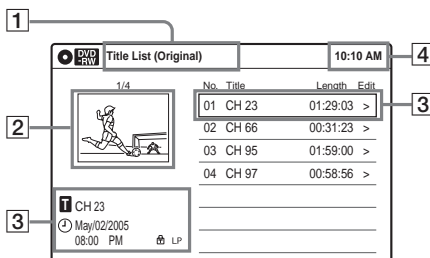 1
DVD -RW Title List (Original) 10:10 AM 4
1/4 No. Title Length Edit
01 CH 23 01:29:03 > 3
2 02 CH 66 00:31:23 >
03 CH 95 01:59:00 >
04 CH 97 00:58:56 >
T CH 23
3 May/02/2005
08:00 PM LP